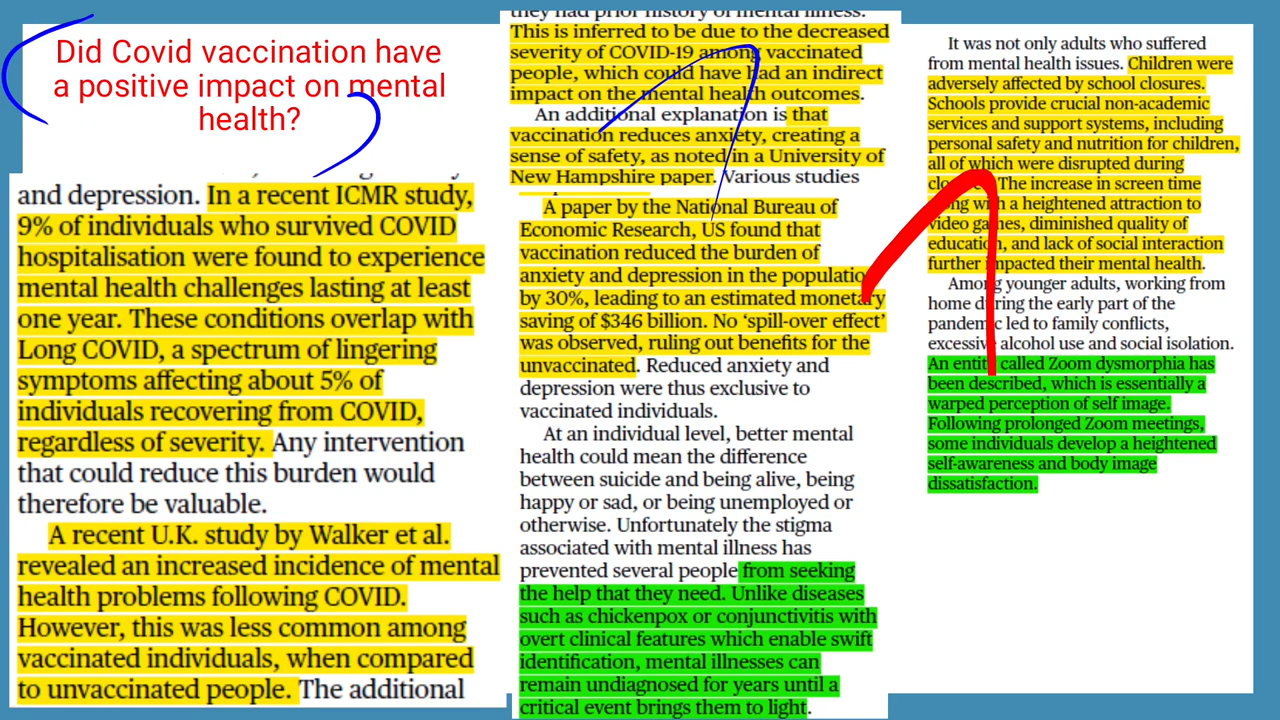 Did Covid vaccination have
a positive impact on mental
health?
and depression. In a recent ICMR study,
9% of individuals who survived COVID
hospitalisation were found to experience
mental health challenges lasting at least
one year. These conditions overlap with
Long COVID, a spectrum of lingering
symptoms affecting about 5% of
individuals recovering from COVID,
regardless of severity. Any intervention
that could reduce this burden would
therefore be valuable.
A recent U.K. study by Walker et al.
revealed an increased incidence of mental
health problems following COVID.
However, this was less common among
vaccinated individuals, when compared
to unvaccinated people. The additional
they had prior history of mental illness.
This is inferred to be due to the decreased
severity of COVID-19 among vaccinated
people, which could have had an indirect
impact on the mental health outcomes.
An additional explanation is that
vaccination reduces anxiety, creating a
sense of safety, as noted in a University of
New Hampshire paper. Various studies
A paper by the National Bureau of
Economic Research, US found that
vaccination reduced the burden of
anxiety and depression in the populatio
by 30%, leading to an estimated monetary
saving of $346 billion. No ‘spill-over effect’
was observed, ruling out benefits for the
unvaccinated. Reduced anxiety and
depression were thus exclusive to
vaccinated individuals.
At an individual level, better mental
health could mean the difference
between suicide and being alive, being
happy or sad, or being unemployed or
otherwise. Unfortunately the stigma
associated with mental illness has
prevented several people from seeking
the help that they need. Unlike diseases
such as chickenpox or conjunctivitis with
overt clinical features which enable swift
identification, mental illnesses can
remain undiagnosed for years until a
critical event brings them to light.
It was not only adults who suffered
from mental health issues. Children were
adversely affected by school closures.
Schools provide crucial non-academic
services and support systems, including
personal safety and nutrition for children,
all of which were disrupted during
The increase in screen time
along with a heightened attraction to
video games, diminished quality of
education, and lack of social interaction
further impacted their mental health.
Among younger adults, working from
home during the early part of the
pandemic led to family conflicts,
excessive alcohol use and social isolation.
An entity called Zoom dysmorphia has
been described, which is essentially a
warped perception of self image.
Following prolonged Zoom meetings,
some individuals develop a heightened
self-awareness and body image
dissatisfaction.